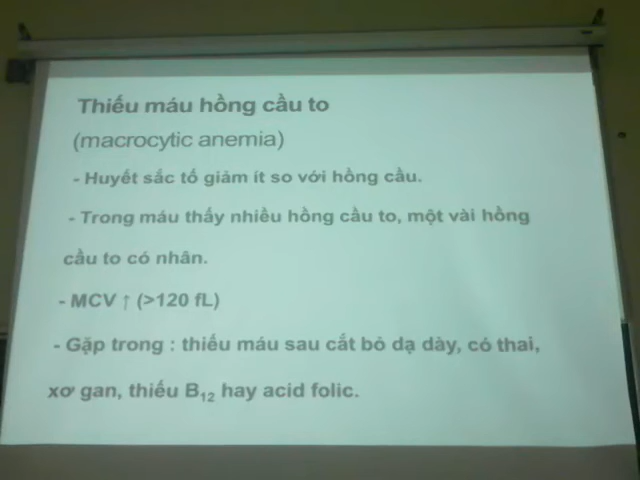 Thiếu máu hồng cầu to
(macrocytic anemia)
- Huyết sắc tố giảm ít so với hồng cầu.
- Trong máu thấy nhiều hồng cầu to, một vài hồng
cầu to có nhân.
- MCV ↑ (>120 fL)
- Gặp trong : thiếu máu sau cắt bỏ dạ dày, có thai,
xơ gan, thiếu B₁₂ hay acid folic.